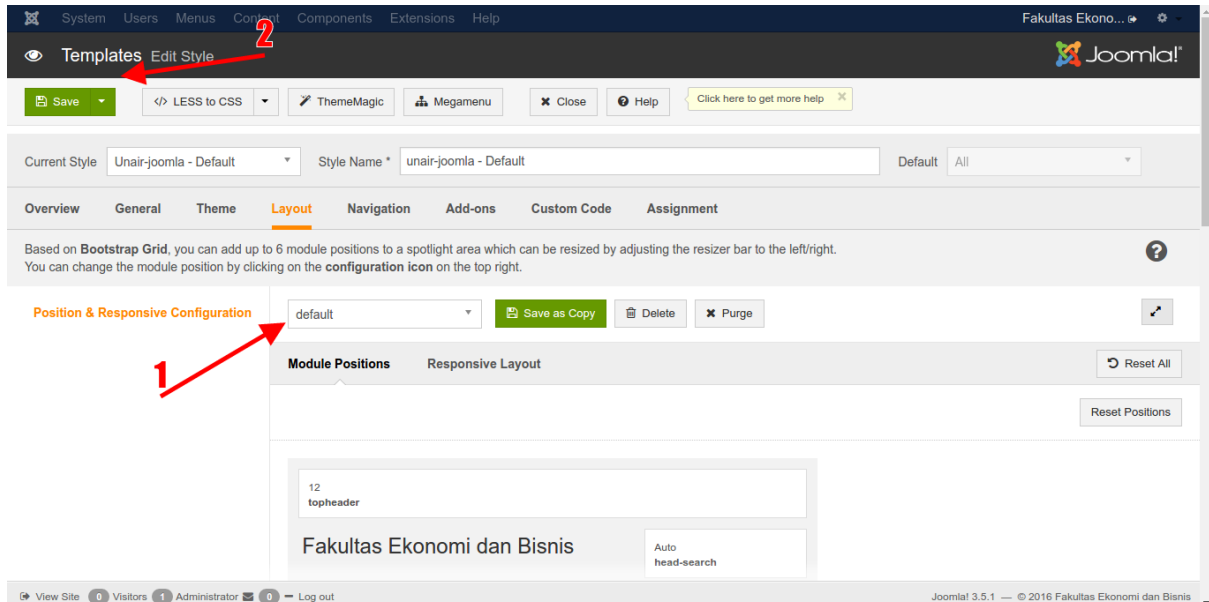 System Users Menus Content Components Extensions Help Fakultas Ekono...
2
Templates Edit Style Joomla!
Save LESS to CSS ThemeMagic Megamenu Close Help Click here to get more help
Current Style Unair-joomla - Default Style Name * unair-joomla - Default Default All
Overview General Theme Layout Navigation Add-ons Custom Code Assignment
Based on Bootstrap Grid, you can add up to 6 module positions to a spotlight area which can be resized by adjusting the resizer bar to the left/right.
You can change the module position by clicking on the configuration icon on the top right.
Position & Responsive Configuration default Save as Copy Delete Purge
1
Module Positions Responsive Layout Reset All
Reset Positions
12
topheader
Fakultas Ekonomi dan Bisnis
Auto
head-search
View Site 0 Visitors 1 Administrator 0 Log out Joomla! 3.5.1 — © 2016 Fakultas Ekonomi dan Bisnis